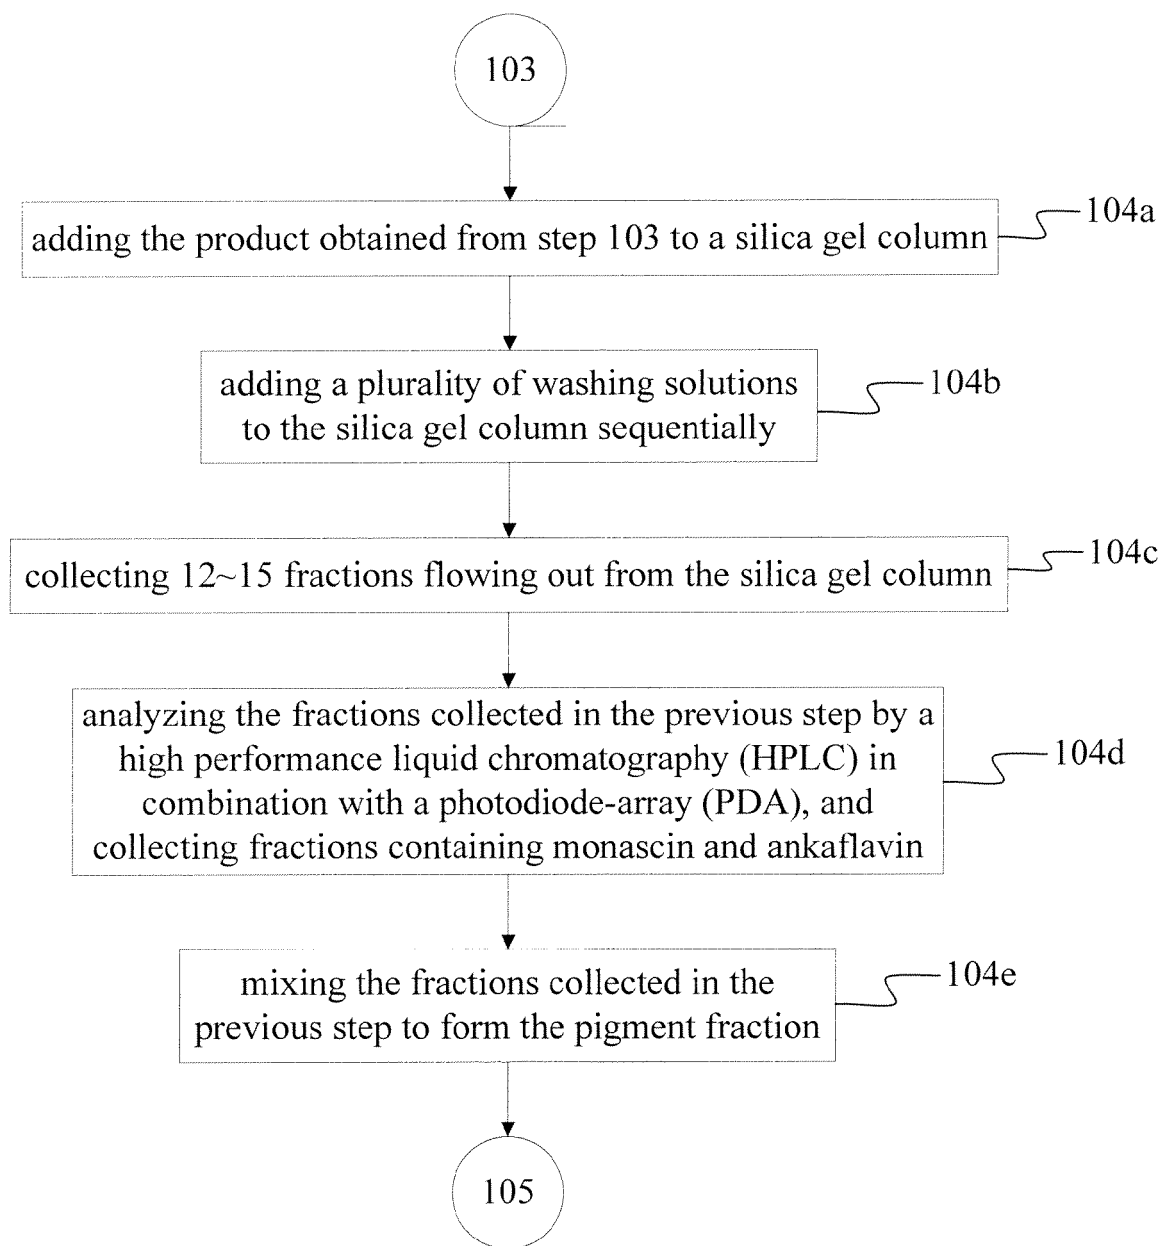 103
104a
adding the product obtained from step 103 to a silica gel column
104b
adding a plurality of washing solutions
to the silica gel column sequentially
104c
collecting 12~15 fractions flowing out from the silica gel column
analyzing the fractions collected in the previous step by a
high performance liquid chromatography (HPLC) in
104d
combination with a photodiode-array (PDA), and
collecting fractions containing monascin and ankaflavin
104e
mixing the fractions collected in the
previous step to form the pigment fraction
105